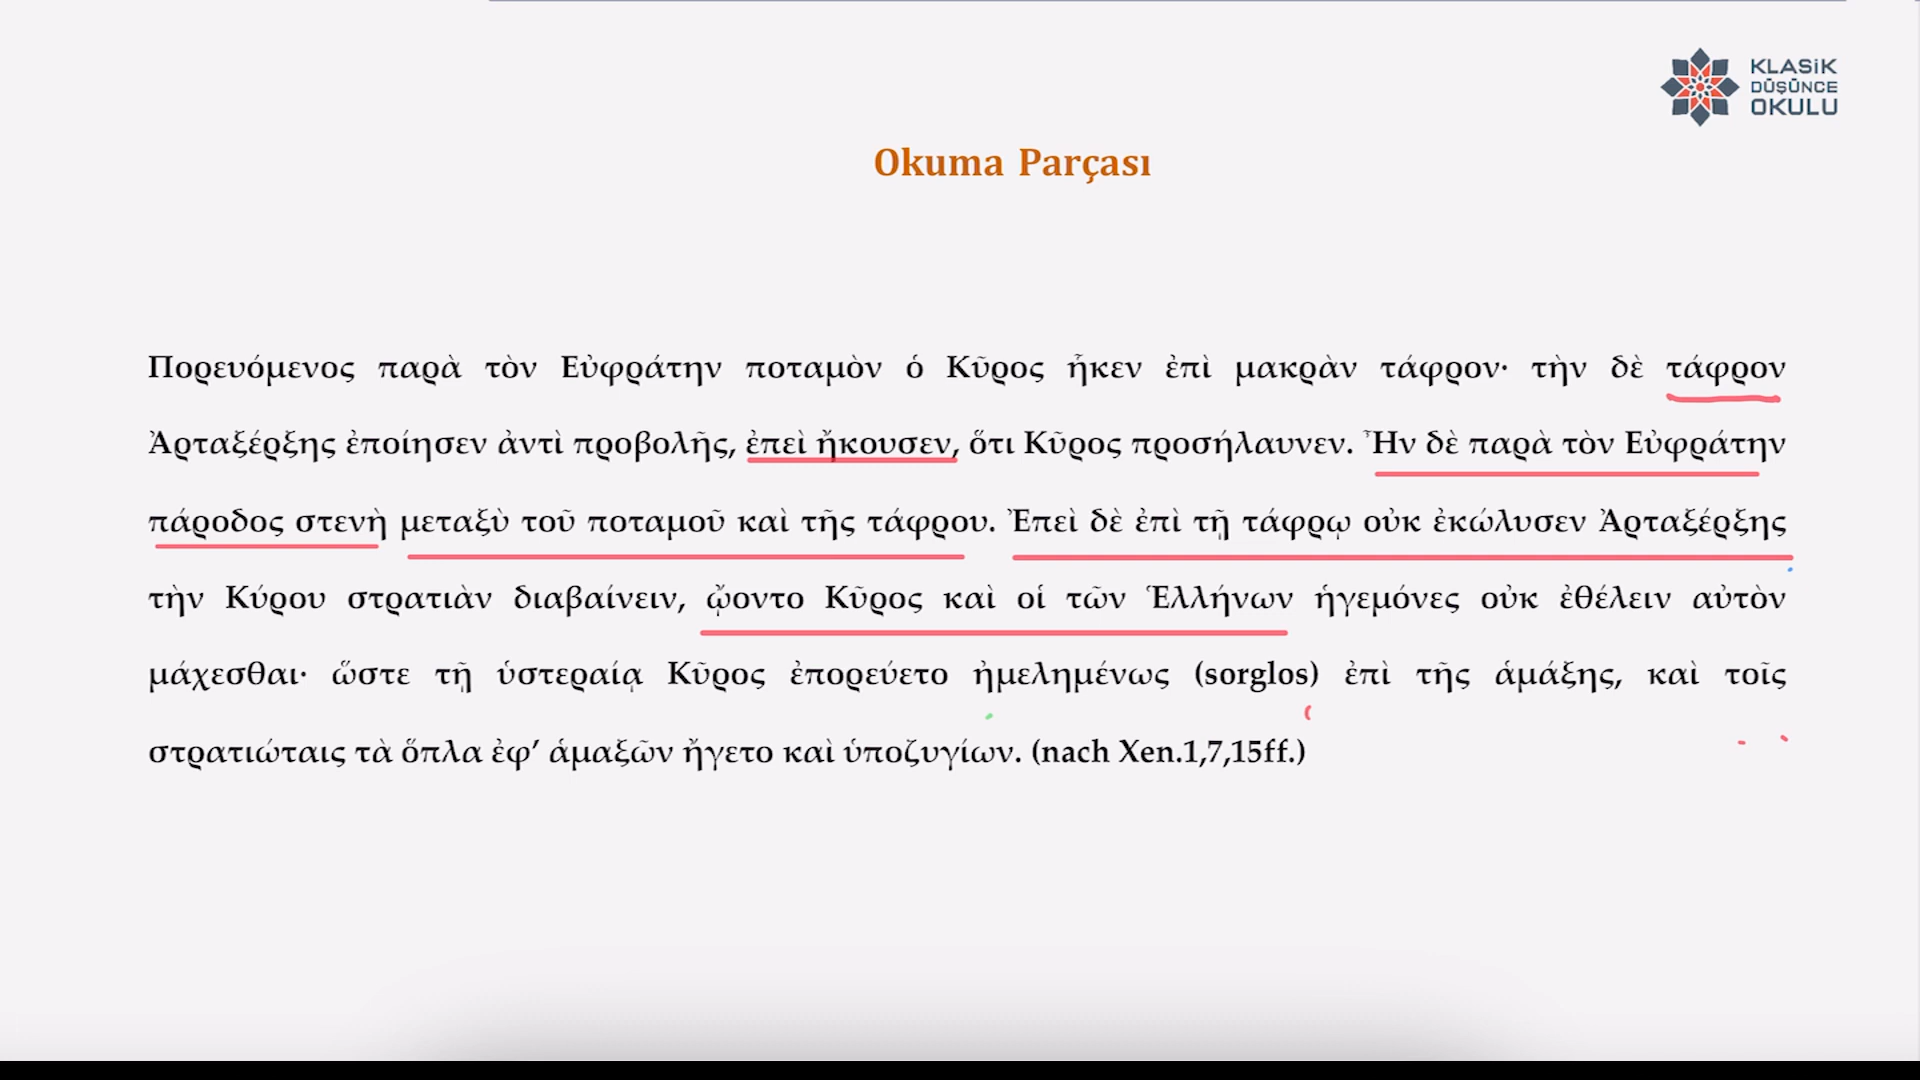 KLASİK
DÜŞÜNCE
OKULU
Okuma Parçası
Πορευόμενος παρὰ τὸν Εὐφράτην ποταμὸν ὁ Κῦρος ἧκεν ἐπὶ μακρὰν τάφρον· τὴν δὲ τάφρον
Ἀρταξέρξης ἐποίησεν ἀντὶ προβολῆς, ἐπεὶ ἤκουσεν, ὅτι Κῦρος προσήλαυνεν. Ἦν δὲ παρὰ τὸν Εὐφράτην
πάροδος στενὴ μεταξὺ τοῦ ποταμοῦ καὶ τῆς τάφρου. Ἐπεὶ δὲ ἐπὶ τῇ τάφρῳ οὐκ ἐκώλυσεν Ἀρταξέρξης
τὴν Κύρου στρατιὰν διαβαίνειν, ᾤοντο Κῦρος καὶ οἱ τῶν Ἑλλήνων ἡγεμόνες οὐκ ἐθέλειν αὐτὸν
μάχεσθαι· ὥστε τῇ ὑστεραίᾳ Κῦρος ἐπορεύετο ἠμελημένως (sorglos) ἐπὶ τῆς ἁμάξης, καὶ τοῖς
στρατιώταις τὰ ὅπλα ἐφ’ ἁμαξῶν ἤγετο καὶ ὑποζυγίων. (nach Xen.1,7,15ff.)